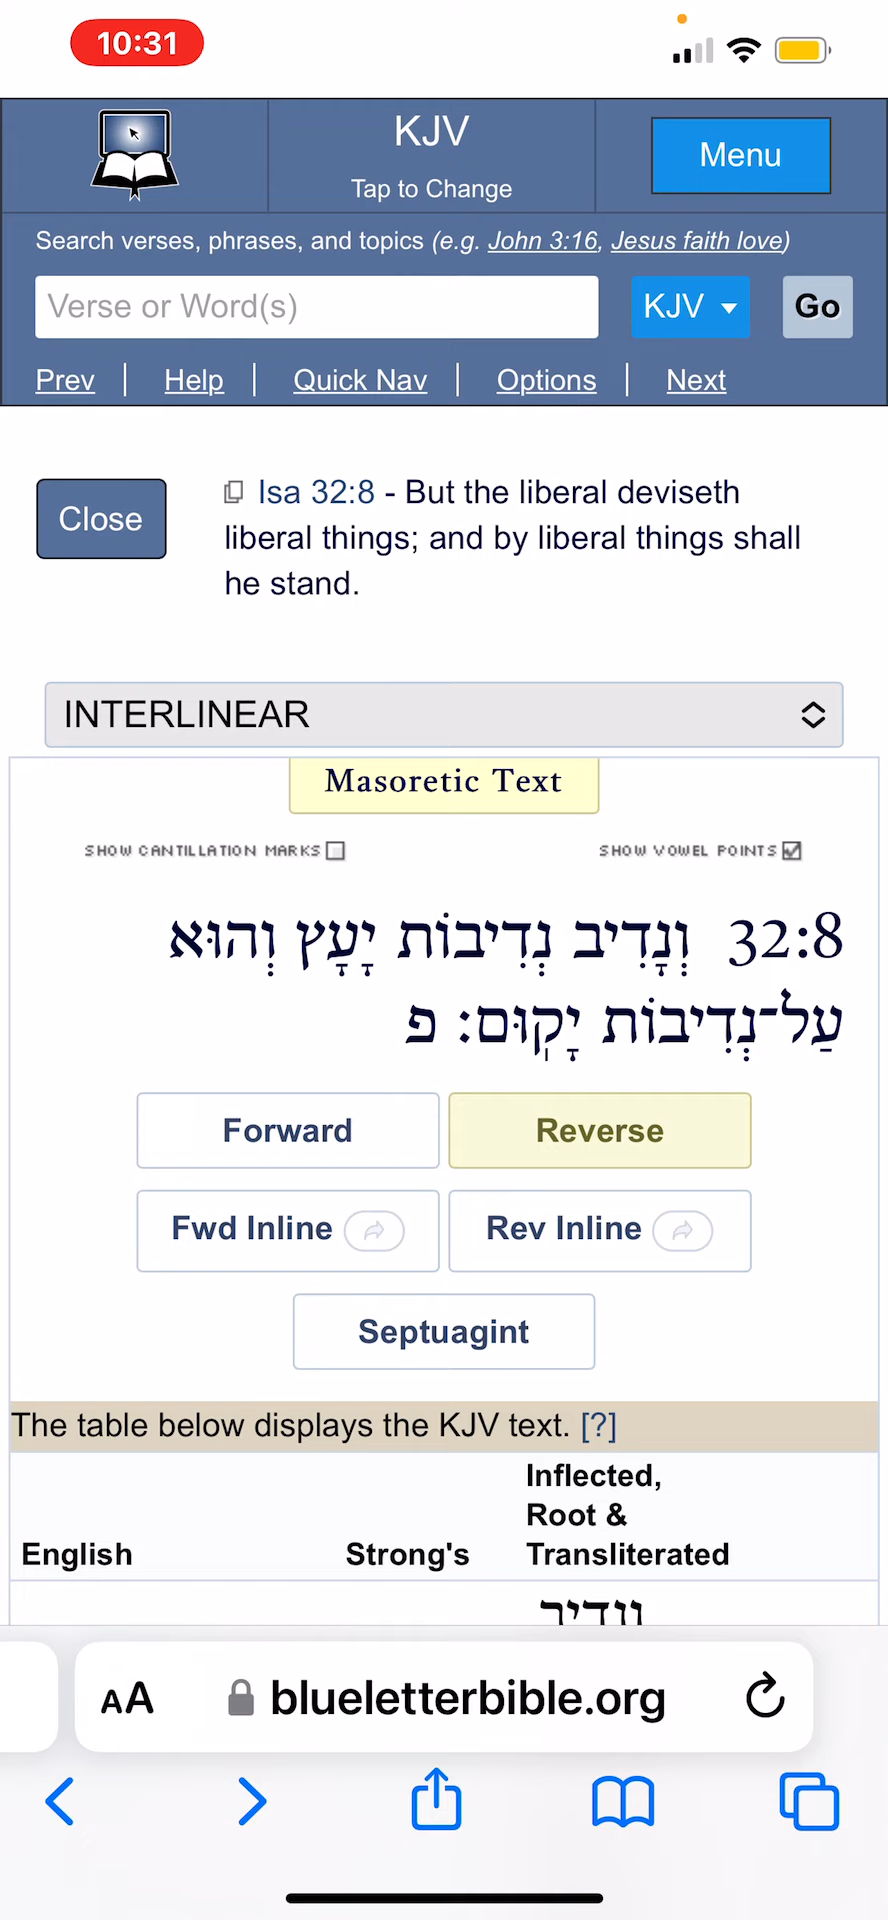 10:31
KJV
Tap to Change
Menu
Search verses, phrases, and topics (e.g. John 3:16, Jesus faith love)
Verse or Word(s)
KJV
Go
Prev | Help | Quick Nav | Options | Next
Close
Isa 32:8 - But the liberal deviseth
liberal things; and by liberal things shall
he stand.
INTERLINEAR
Masoretic Text
SHOW CANTILLATION MARKS
SHOW VOWEL POINTS
32:8 וְנָדִיב נְדִיבוֹת יָעָץ וְהוּא
עַל־נְדִיבוֹת יָקֽוּם׃ פ
Forward
Reverse
Fwd Inline
Rev Inline
Septuagint
The table below displays the KJV text. [?]
English
Strong's
Inflected,
Root &
Transliterated
AA
blueletterbible.org